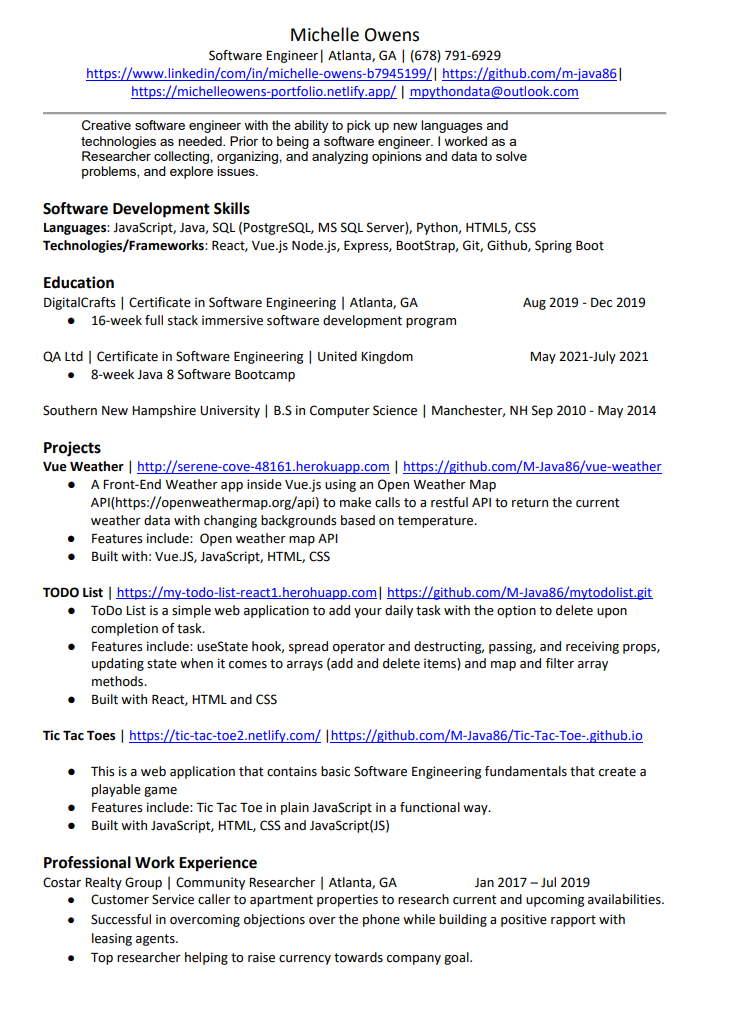 Michelle Owens
Software Engineer| Atlanta, GA | (678) 791-6929
https://www.linkedin/com/in/michelle-owens-b7945199/| https://github.com/m-java86|
https://michelleowens-portfolio.netlify.app/ | mpythondata@outlook.com
Creative software engineer with the ability to pick up new languages and
technologies as needed. Prior to being a software engineer. I worked as a
Researcher collecting, organizing, and analyzing opinions and data to solve
problems, and explore issues.
Software Development Skills
Languages: JavaScript, Java, SQL (PostgreSQL, MS SQL Server), Python, HTML5, CSS
Technologies/Frameworks: React, Vue.js Node.js, Express, BootStrap, Git, Github, Spring Boot
Education
DigitalCrafts | Certificate in Software Engineering | Atlanta, GA Aug 2019 - Dec 2019
● 16-week full stack immersive software development program
QA Ltd | Certificate in Software Engineering | United Kingdom May 2021-July 2021
● 8-week Java 8 Software Bootcamp
Southern New Hampshire University | B.S in Computer Science | Manchester, NH Sep 2010 - May 2014
Projects
Vue Weather | http://serene-cove-48161.herokuapp.com | https://github.com/M-Java86/vue-weather
● A Front-End Weather app inside Vue.js using an Open Weather Map
API(https://openweathermap.org/api) to make calls to a restful API to return the current
weather data with changing backgrounds based on temperature.
● Features include: Open weather map API
● Built with: Vue.JS, JavaScript, HTML, CSS
TODO List | https://my-todo-list-react1.herohuapp.com| https://github.com/M-Java86/mytodolist.git
● ToDo List is a simple web application to add your daily task with the option to delete upon
completion of task.
● Features include: useState hook, spread operator and destructing, passing, and receiving props,
updating state when it comes to arrays (add and delete items) and map and filter array
methods.
● Built with React, HTML and CSS
Tic Tac Toes | https://tic-tac-toe2.netlify.com/ |https://github.com/M-Java86/Tic-Tac-Toe-.github.io
● This is a web application that contains basic Software Engineering fundamentals that create a
playable game
● Features include: Tic Tac Toe in plain JavaScript in a functional way.
● Built with JavaScript, HTML, CSS and JavaScript(JS)
Professional Work Experience
Costar Realty Group | Community Researcher | Atlanta, GA Jan 2017 – Jul 2019
● Customer Service caller to apartment properties to research current and upcoming availabilities.
● Successful in overcoming objections over the phone while building a positive rapport with
leasing agents.
● Top researcher helping to raise currency towards company goal.